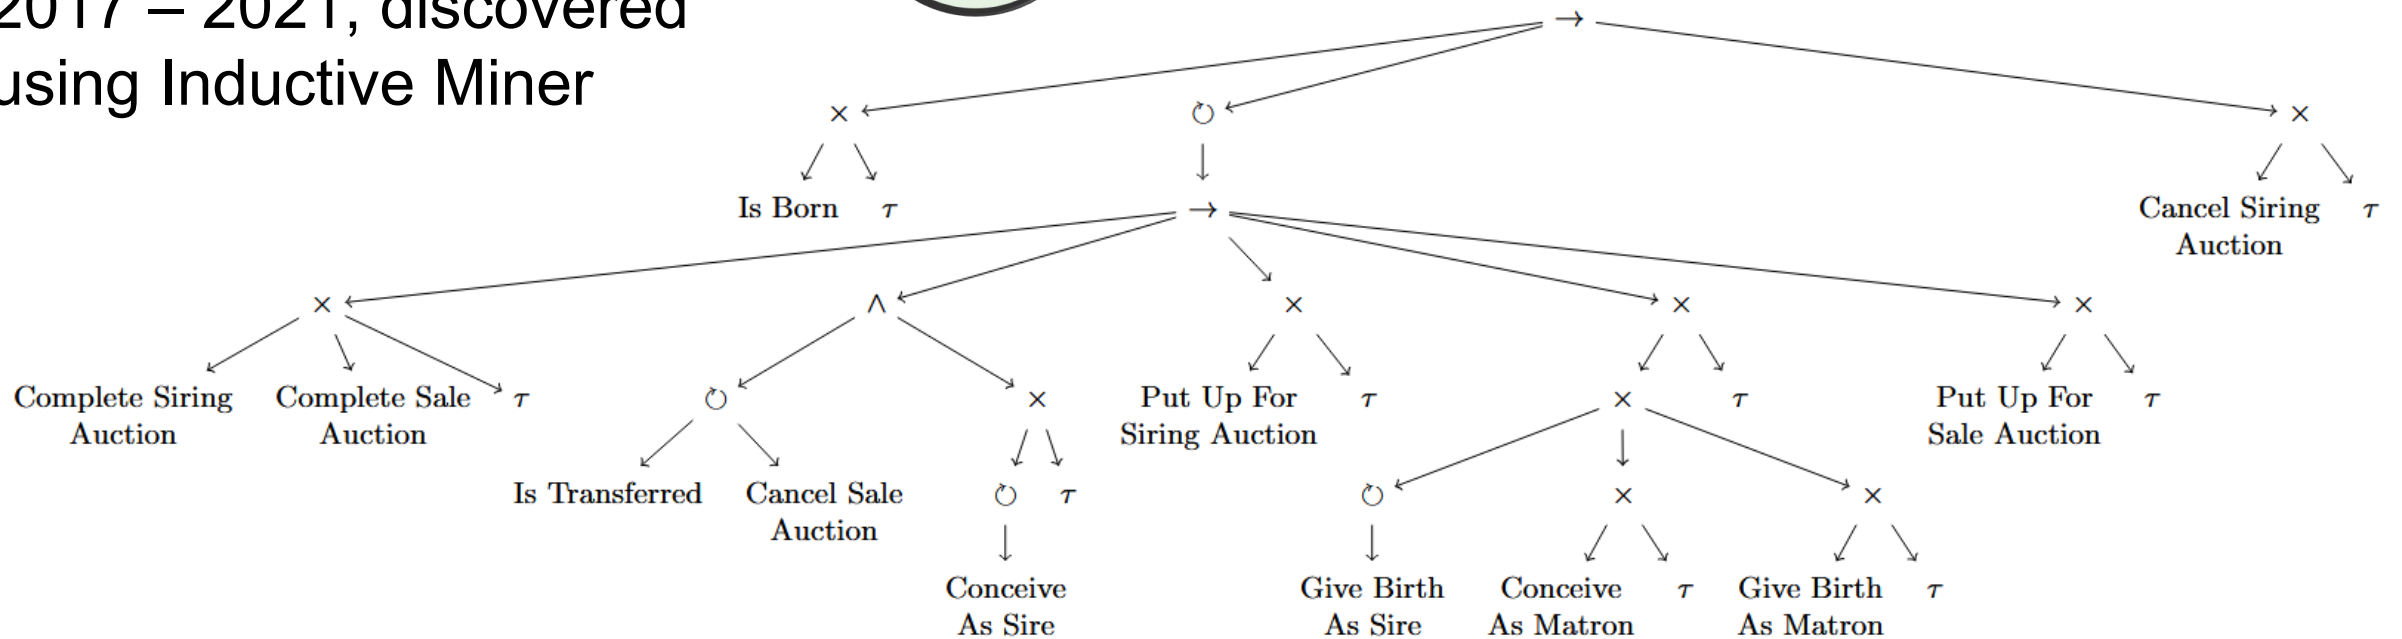 2017 – 2021, discovered
using Inductive Miner
→
× ↻ ×
Is Born τ
→
Cancel Siring
Auction
τ
× ∧ × × ×
Complete Siring
Auction
Complete Sale
Auction
τ
↻ ×
Put Up For
Siring Auction
τ
× τ
Put Up For
Sale Auction
τ
Is Transferred
Cancel Sale
Auction
↻ τ
↻ × ×
Conceive
As Sire
Give Birth
As Sire
Conceive
As Matron
τ
Give Birth
As Matron
τ